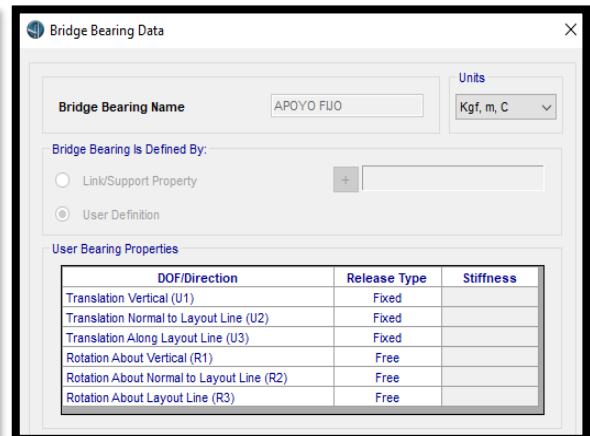 Bridge Bearing Data
Units
Bridge Bearing Name APOYO FIJO Kgf, m, C
Bridge Bearing Is Defined By:
Link/Support Property +
User Definition
User Bearing Properties
DOF/Direction Release Type Stiffness
Translation Vertical (U1) Fixed
Translation Normal to Layout Line (U2) Fixed
Translation Along Layout Line (U3) Fixed
Rotation About Vertical (R1) Free
Rotation About Normal to Layout Line (R2) Free
Rotation About Layout Line (R3) Free